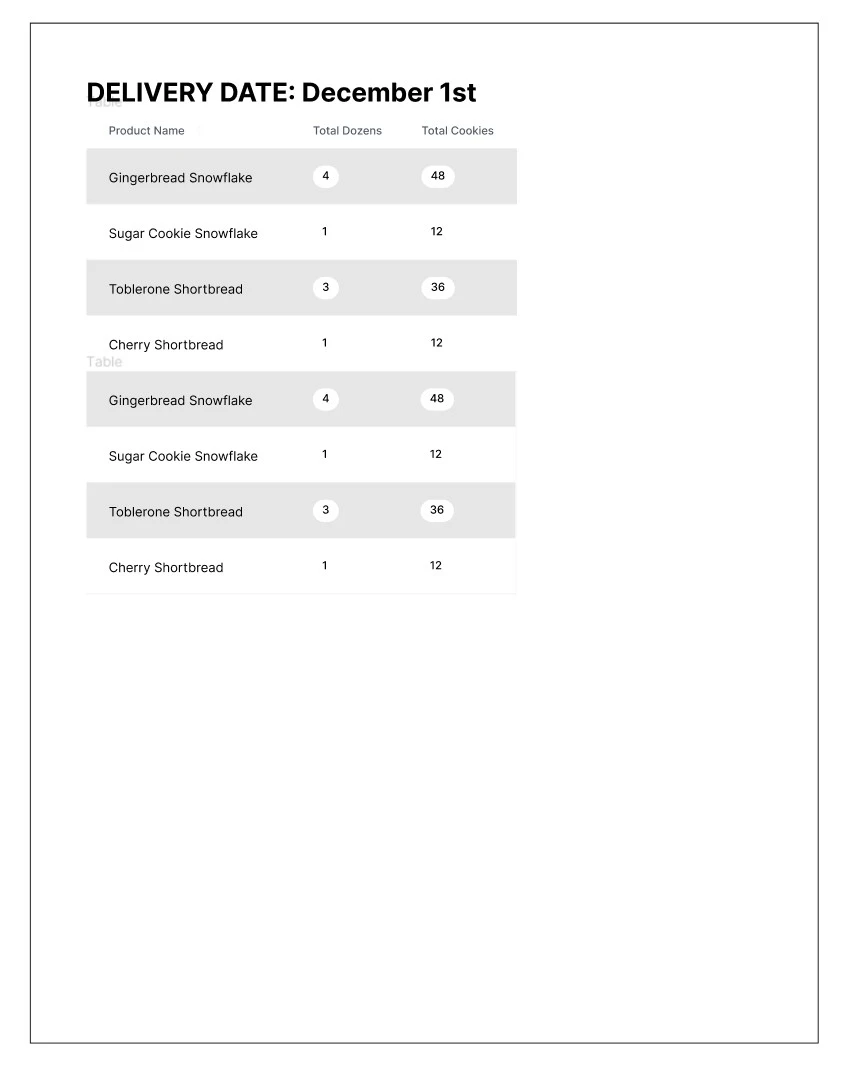 DELIVERY DATE: December 1st
Table
Product Name Total Dozens Total Cookies
Gingerbread Snowflake 4 48
Sugar Cookie Snowflake 1 12
Toblerone Shortbread 3 36
Cherry Shortbread 1 12
Table
Gingerbread Snowflake 4 48
Sugar Cookie Snowflake 1 12
Toblerone Shortbread 3 36
Cherry Shortbread 1 12